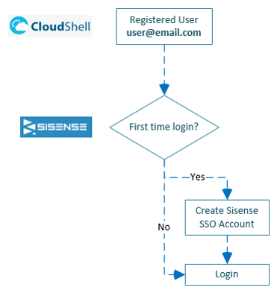 CloudShell
Registered User
user@email.com
SISENSE
First time login?
Yes
Create Sisense
SSO Account
No
Login